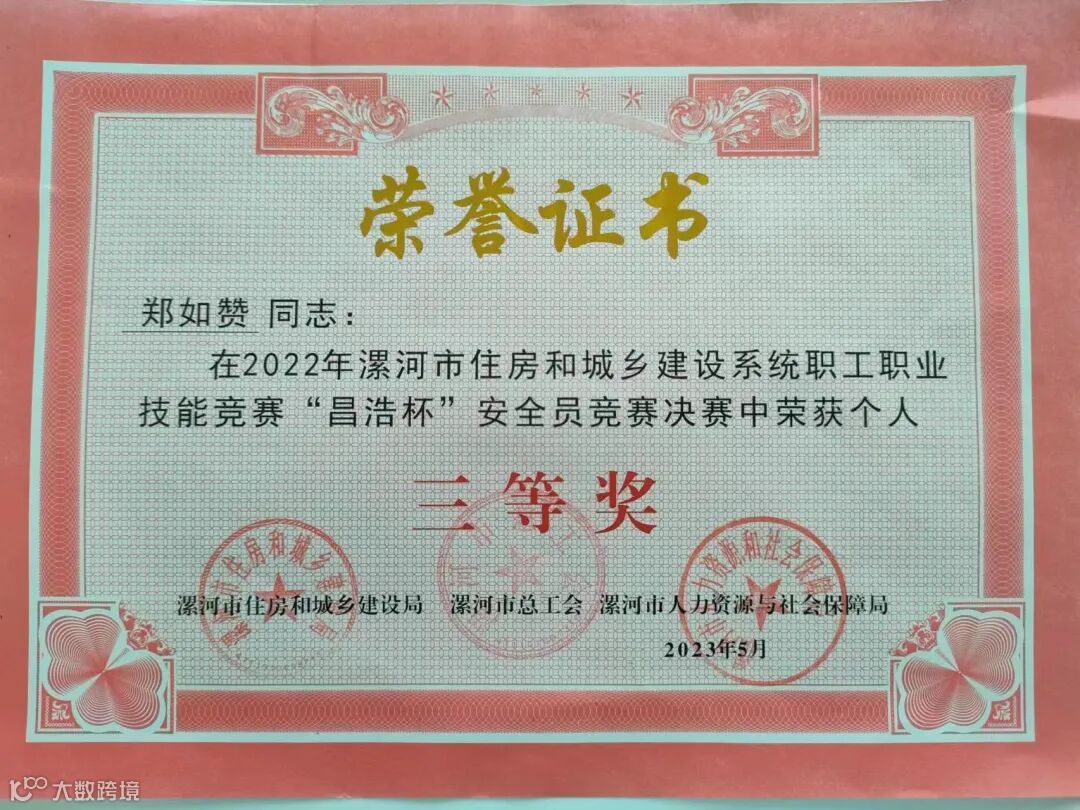 荣誉证书
郑如赞 同志：
在2022年漯河市住房和城乡建设系统职工职业
技能竞赛“昌浩杯”安全员竞赛决赛中荣获个人
三等奖
漯河市住房和城乡建设局 漯河市总工会 漯河市人力资源与社会保障局
2023年5月
大数跨境